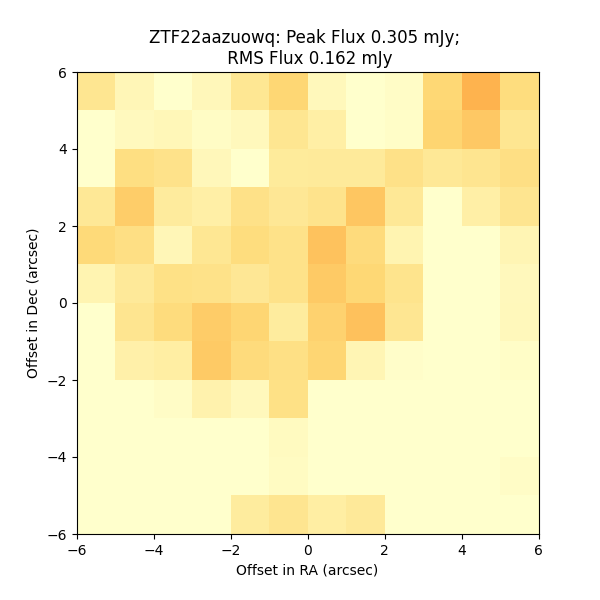 ZTF22aazuowq: Peak Flux 0.305 mJy;
RMS Flux 0.162 mJy
6
4
2
0
−2
−4
−6
Offset in Dec (arcsec)
−6 −4 −2 0 2 4 6
Offset in RA (arcsec)